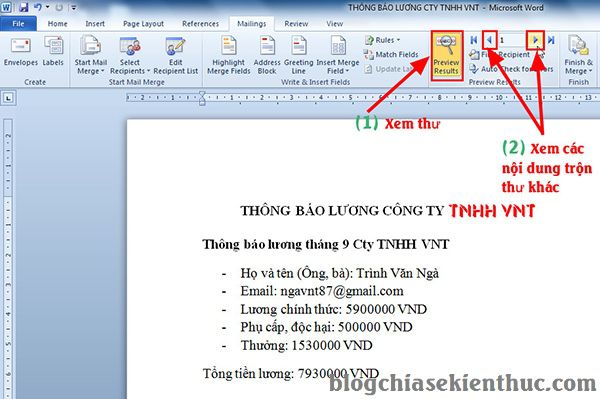 THÔNG BÁO LƯƠNG CTY TNHH VNT - Microsoft Word
File Home Insert Page Layout References Mailings Review View
Envelopes Labels
Create
Start Mail Merge Select Recipients Edit Recipient List
Start Mail Merge
Highlight Merge Fields Address Block Greeting Line Insert Merge Field
Rules
Match Fields
Update Labels
Write & Insert Fields
Preview Results
1
Find Recipient
Auto Check for Errors
Preview Results
Finish & Merge
Finish
(1) Xem thư
(2) Xem các
nội dung trộn
thư khác
THÔNG BÁO LƯƠNG CÔNG TY TNHH VNT
Thông báo lương tháng 9 Cty TNHH VNT
- Họ và tên (Ông, bà): Trình Văn Ngà
- Email: ngavnt87@gmail.com
- Lương chính thức: 5900000 VND
- Phụ cấp, độc hại: 500000 VND
- Thưởng: 1530000 VND
Tổng tiền lương: 7930000 VND
blogchiasekienthuc.com